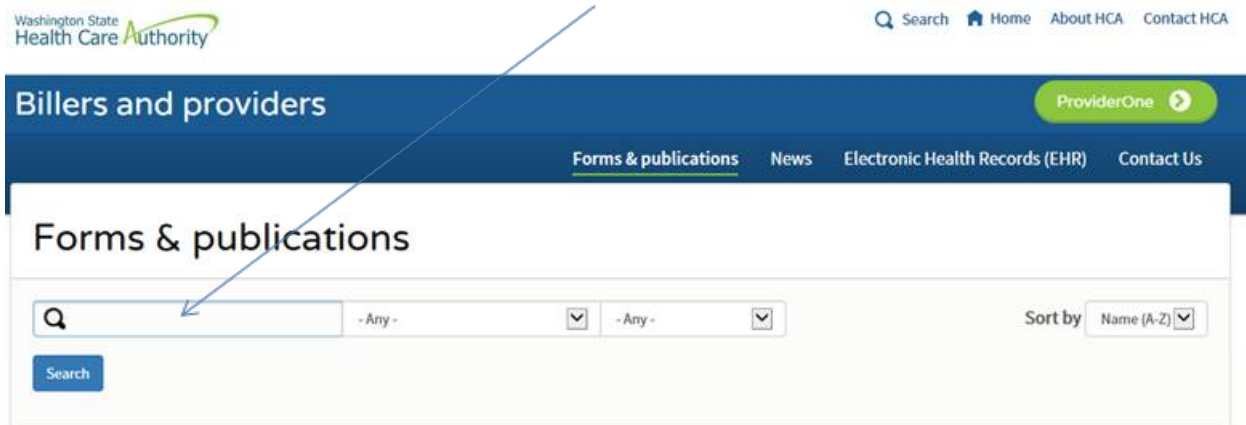 Washington State
Health Care Authority
Search Home About HCA Contact HCA
Billers and providers
ProviderOne
Forms & publications News Electronic Health Records (EHR) Contact Us
Forms & publications
- Any - - Any - Sort by Name (A-Z)
Search